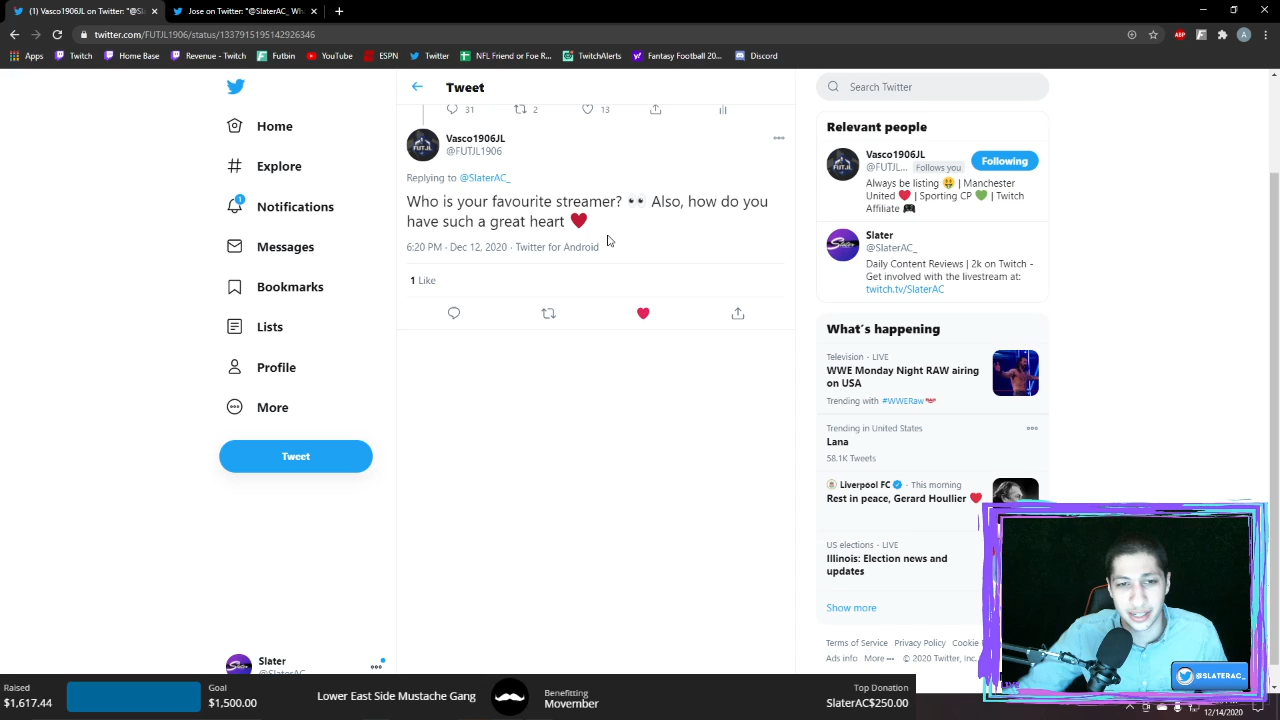 (1) Vasco1906JL on Twitter: "@Sl
Joe on Twitter: "@SlaterAC_ Wh
twitter.com/FUTJL1906/status/1337915195142926346
Apps Twitch Home Base Revenue - Twitch Futbin YouTube ESPN Twitter NFL Friend or Foe R... TwitchAlerts Fantasy Football 20... Discord
Home
Explore
1
Notifications
Messages
Bookmarks
Lists
Profile
More
Tweet
Slater
Tweet
31 2 13
Vasco1906JL
@FUTJL1906
Replying to @SlaterAC_
Who is your favourite streamer? 👀 Also, how do you
have such a great heart ♥
6:20 PM · Dec 12, 2020 · Twitter for Android
1 Like
Search Twitter
Relevant people
Vasco1906JL
@FUTJL... Follows you
Following
Always be listing 🤑 | Manchester
United ♥ | Sporting CP 💚 | Twitch
Affiliate 🎮
Slater
@SlaterAC_
Daily Content Reviews | 2k on Twitch -
Get involved with the livestream at:
twitch.tv/SlaterAC
What's happening
Television · LIVE
WWE Monday Night RAW airing
on USA
Trending with #WWERaw
Trending in United States
Lana
58.1K Tweets
Liverpool FC · This morning
Rest in peace, Gerard Houllier ♥
US elections · LIVE
Illinois: Election news and
updates
Show more
Terms of Service Privacy Policy Cookie
Ads info More ··· © 2020 Twitter, Inc.
@SLATERAC_
Raised
$1,617.44
Goal
$1,500.00
Lower East Side Mustache Gang
Benefitting
Movember
Top Donation
SlaterAC$250.00
12/14/2020